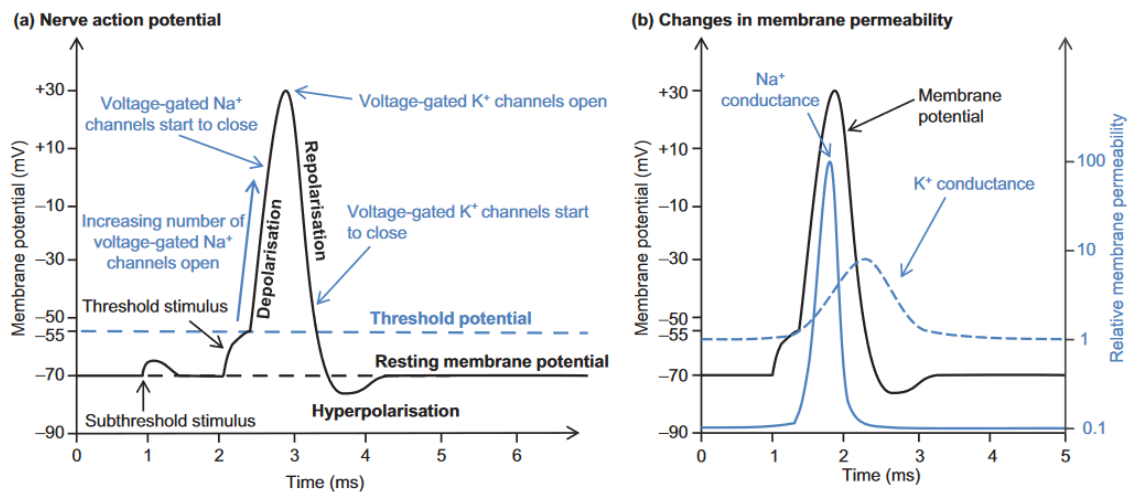 (a) Nerve action potential
+30
+10
–10
–30
–50
–55
–70
–90
Membrane potential (mV)
Voltage-gated Na⁺
channels start to close
Voltage-gated K⁺ channels open
Increasing number of
voltage-gated Na⁺
channels open
Depolarisation
Repolarisation
Voltage-gated K⁺ channels start
to close
Threshold stimulus
Threshold potential
Resting membrane potential
Subthreshold stimulus
Hyperpolarisation
0 1 2 3 4 5 6
Time (ms)
(b) Changes in membrane permeability
+30
+10
–10
–30
–50
–55
–70
–90
Membrane potential (mV)
Na⁺
conductance
Membrane
potential
K⁺ conductance
100
10
1
0.1
Relative membrane permeability
0 1 2 3 4 5
Time (ms)